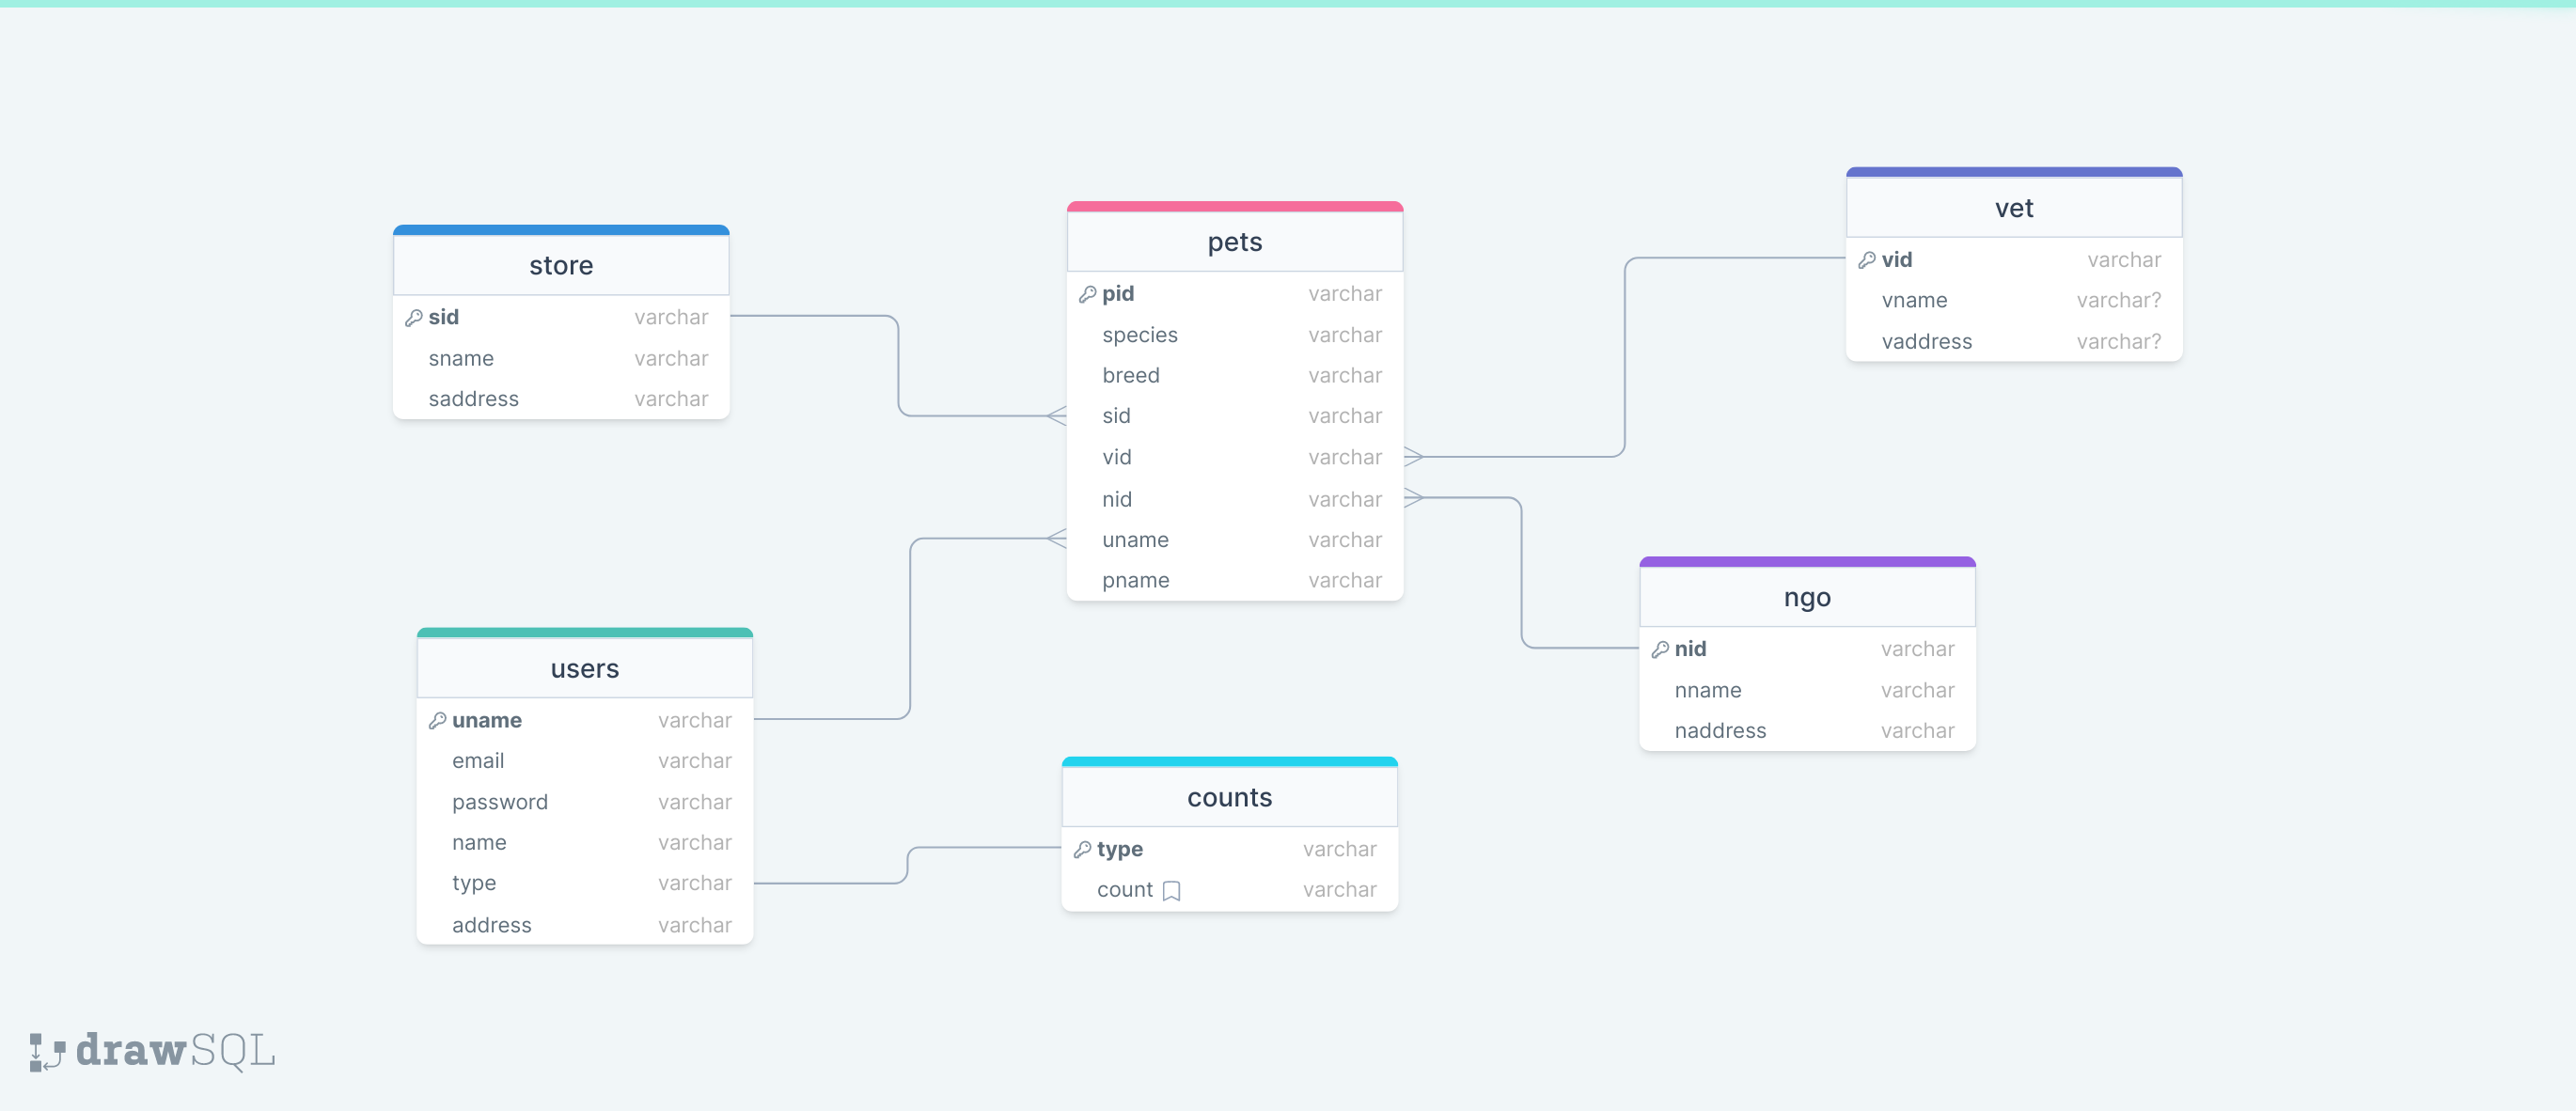 store
sid varchar
sname varchar
saddress varchar
pets
pid varchar
species varchar
breed varchar
sid varchar
vid varchar
nid varchar
uname varchar
pname varchar
vet
vid varchar
vname varchar?
vaddress varchar?
users
uname varchar
email varchar
password varchar
name varchar
type varchar
address varchar
counts
type varchar
count varchar
ngo
nid varchar
nname varchar
naddress varchar
drawSQL